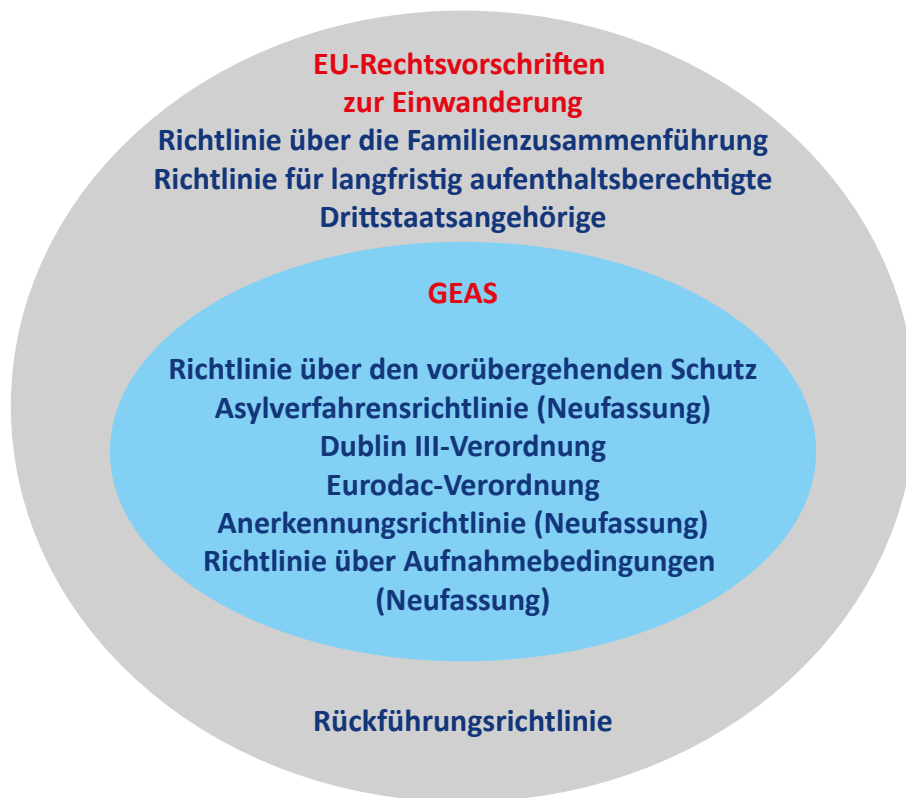 EU-Rechtsvorschriften
zur Einwanderung
Richtlinie über die Familienzusammenführung
Richtlinie für langfristig aufenthaltsberechtigte
Drittstaatsangehörige
GEAS
Richtlinie über den vorübergehenden Schutz
Asylverfahrensrichtlinie (Neufassung)
Dublin III-Verordnung
Eurodac-Verordnung
Anerkennungsrichtlinie (Neufassung)
Richtlinie über Aufnahmebedingungen
(Neufassung)
Rückführungsrichtlinie